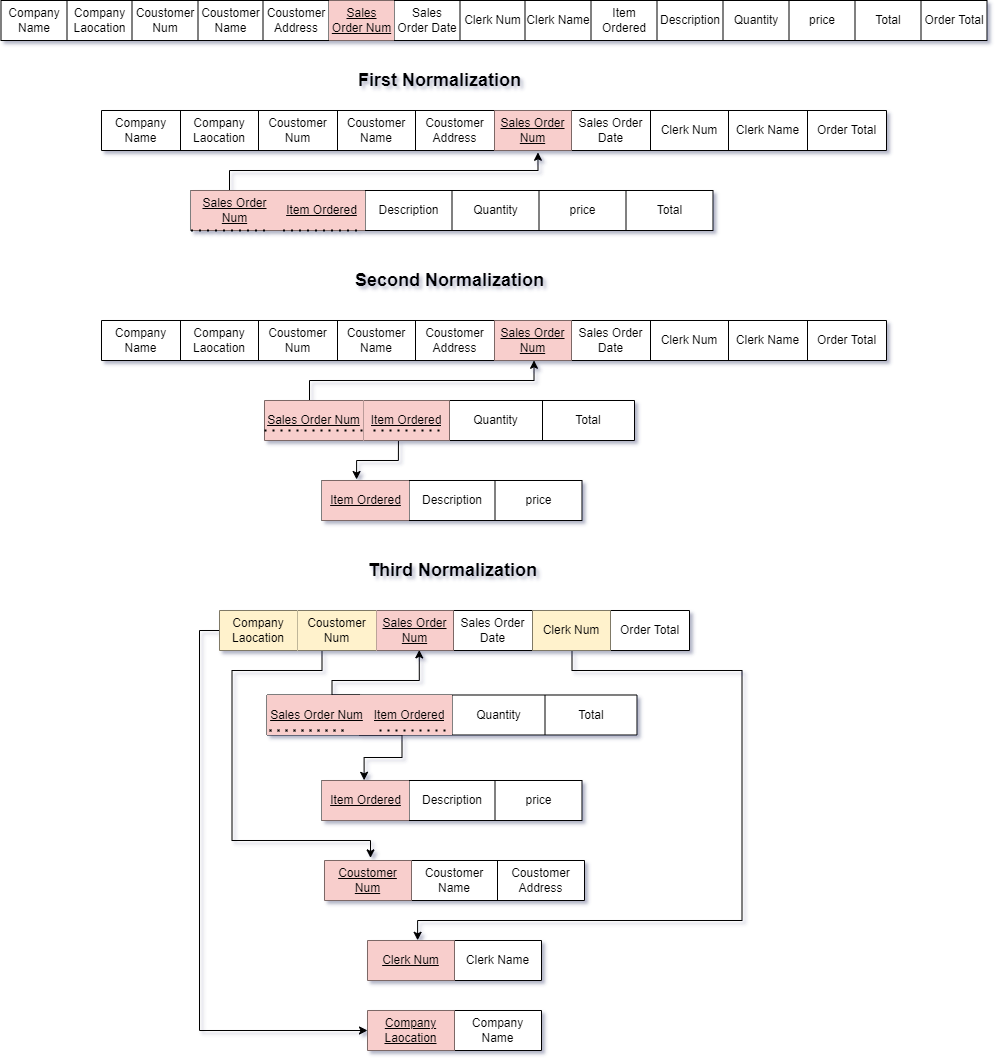 Company Name
Company Laocation
Coustomer Num
Coustomer Name
Coustomer Address
Sales Order Num
Sales Order Date
Clerk Num
Clerk Name
Item Ordered
Description
Quantity
price
Total
Order Total
First Normalization
Company Name
Company Laocation
Coustomer Num
Coustomer Name
Coustomer Address
Sales Order Num
Sales Order Date
Clerk Num
Clerk Name
Order Total
Sales Order Num
Item Ordered
Description
Quantity
price
Total
Second Normalization
Company Name
Company Laocation
Coustomer Num
Coustomer Name
Coustomer Address
Sales Order Num
Sales Order Date
Clerk Num
Clerk Name
Order Total
Sales Order Num
Item Ordered
Quantity
Total
Item Ordered
Description
price
Third Normalization
Company Laocation
Coustomer Num
Sales Order Num
Sales Order Date
Clerk Num
Order Total
Sales Order Num
Item Ordered
Quantity
Total
Item Ordered
Description
price
Coustomer Num
Coustomer Name
Coustomer Address
Clerk Num
Clerk Name
Company Laocation
Company Name